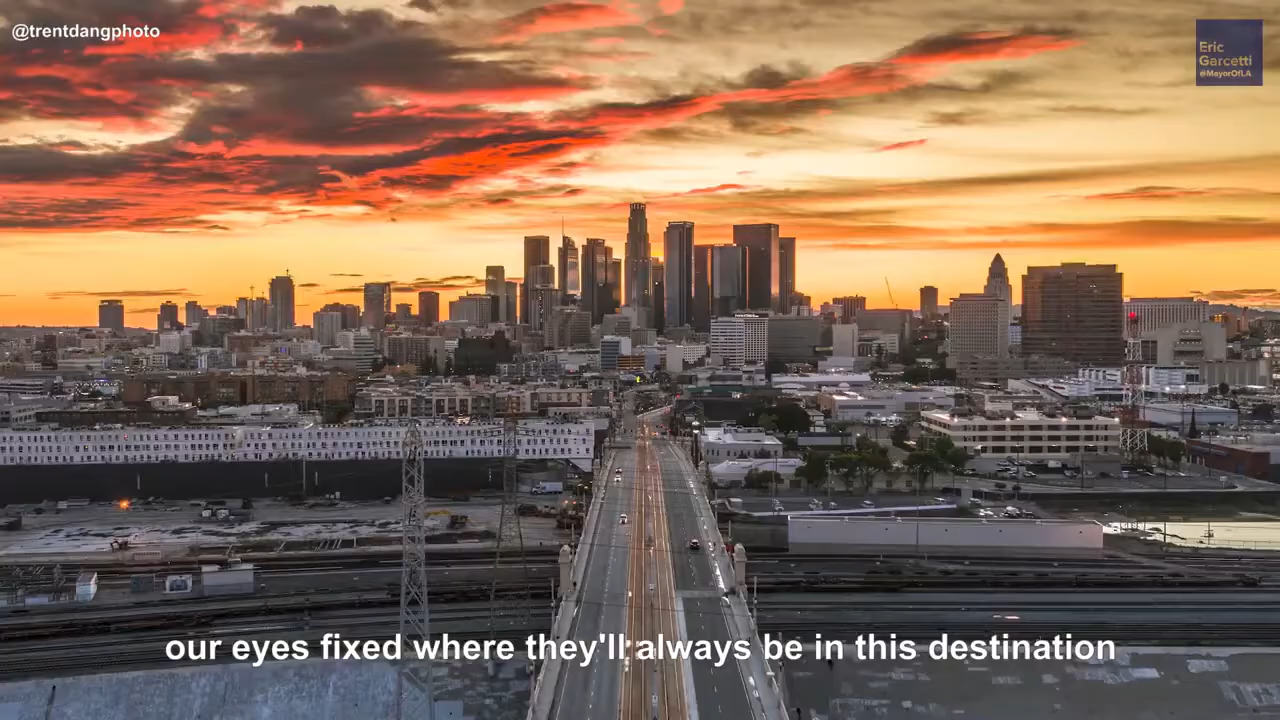 @trentdangphoto
Eric
Garcetti
@MayorOfLA
our eyes fixed where they'll always be in this destination